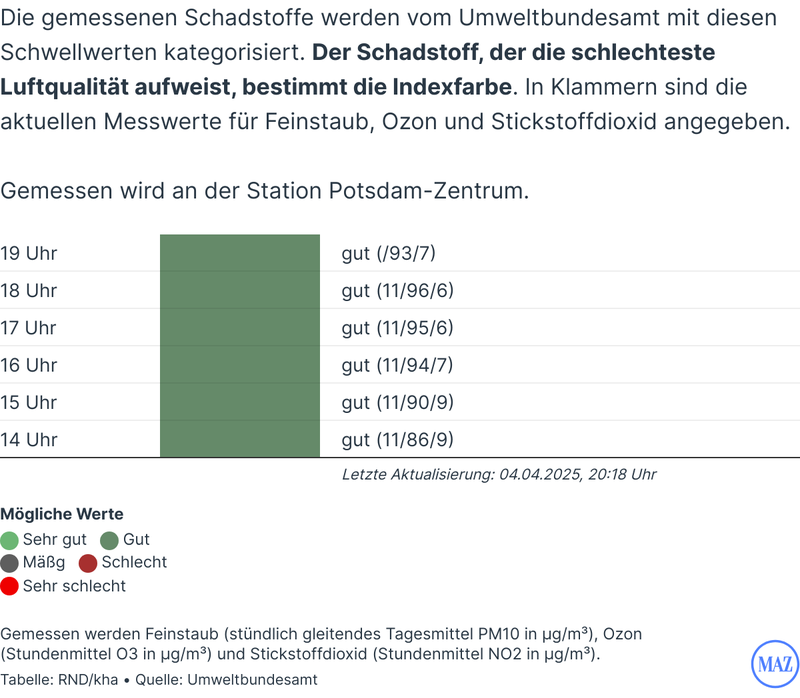 Die gemessenen Schadstoffe werden vom Umweltbundesamt mit diesen
Schwellwerten kategorisiert. Der Schadstoff, der die schlechteste
Luftqualität aufweist, bestimmt die Indexfarbe. In Klammern sind die
aktuellen Messwerte für Feinstaub, Ozon und Stickstoffdioxid angegeben.
Gemessen wird an der Station Potsdam-Zentrum.
19 Uhr gut (/93/7)
18 Uhr gut (11/96/6)
17 Uhr gut (11/95/6)
16 Uhr gut (11/94/7)
15 Uhr gut (11/90/9)
14 Uhr gut (11/86/9)
Letzte Aktualisierung: 04.04.2025, 20:18 Uhr
Mögliche Werte
Sehr gut Gut
Mäßg Schlecht
Sehr schlecht
Gemessen werden Feinstaub (stündlich gleitendes Tagesmittel PM10 in µg/m³), Ozon
(Stundenmittel O3 in µg/m³) und Stickstoffdioxid (Stundenmittel NO2 in µg/m³).
Tabelle: RND/kha • Quelle: Umweltbundesamt
MAZ